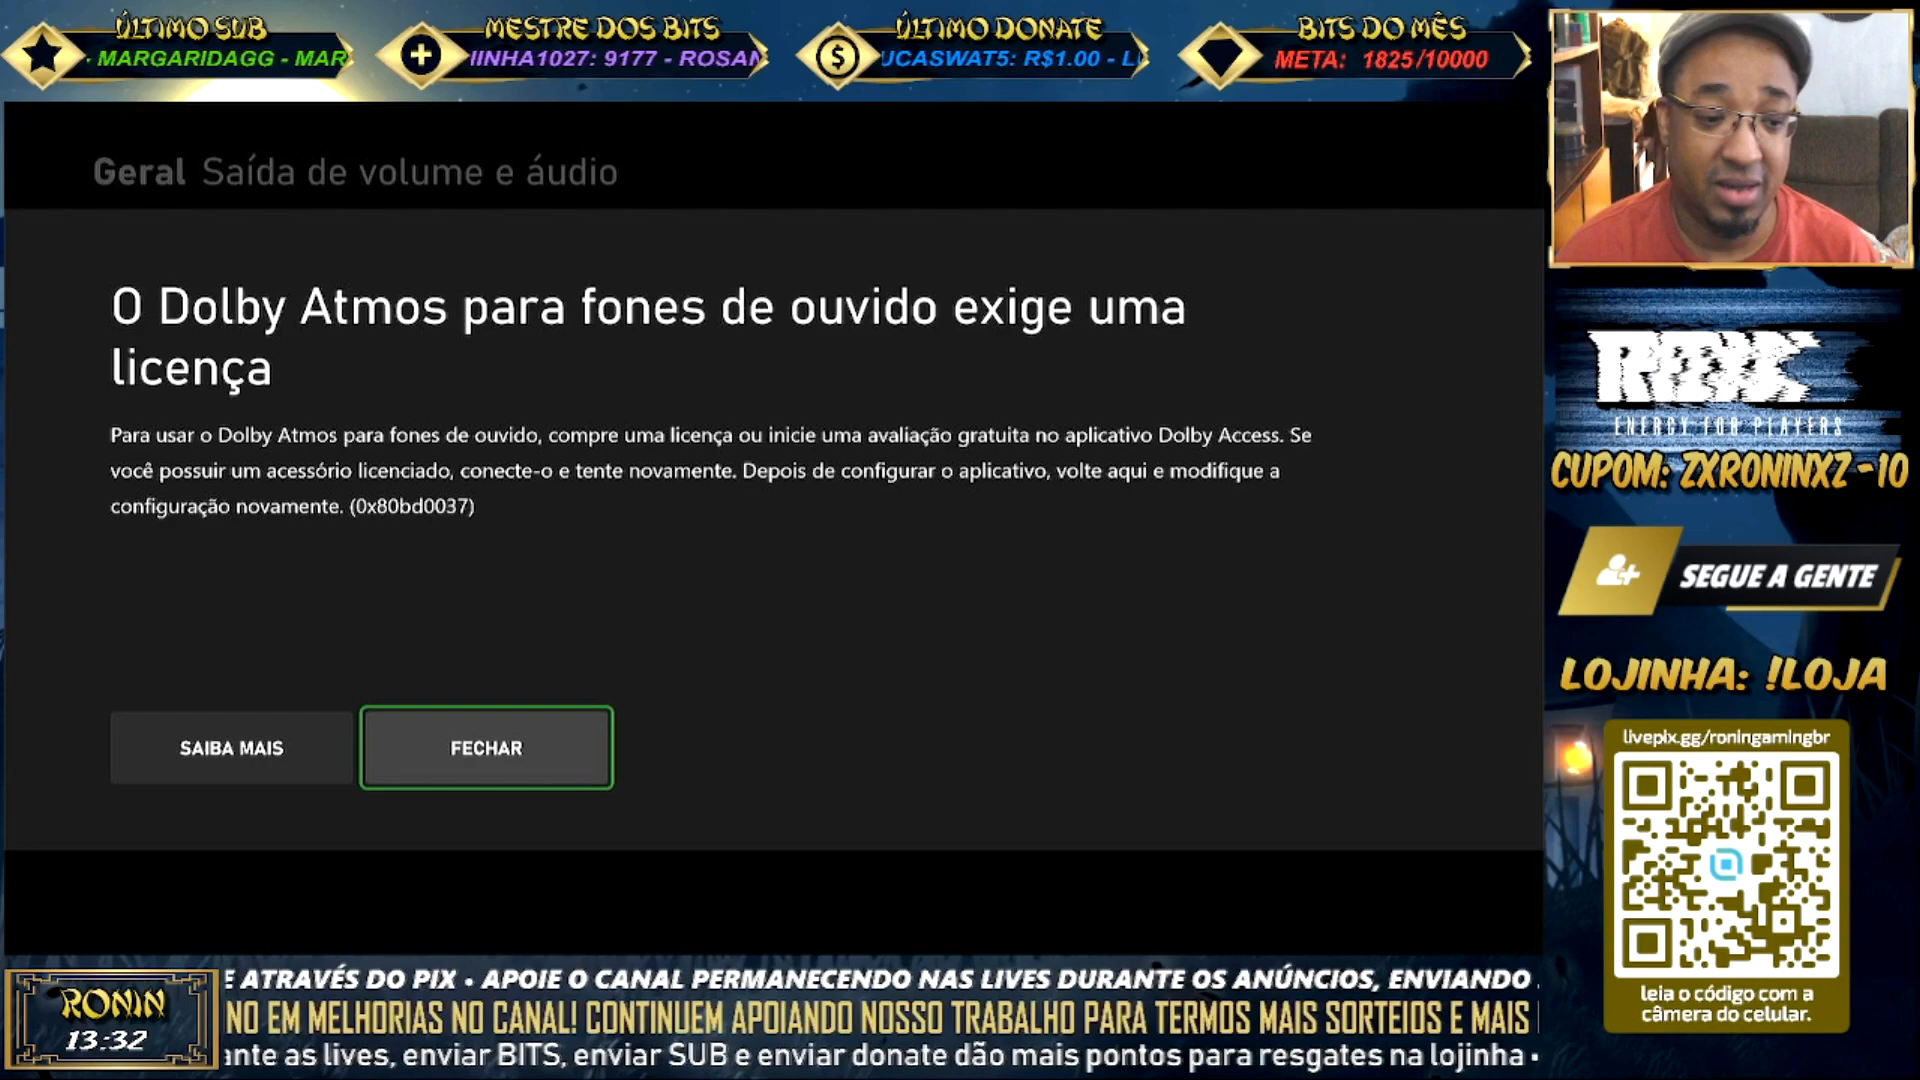 ÚLTIMO SUB
- MARGARIDAGG - MAR
MESTRE DOS BITS
INHA1027: 9177 - ROSAN
ÚLTIMO DONATE
UCASWAT5: R$1.00 - L
BITS DO MÊS
META: 1825/10000
Geral Saída de volume e áudio
O Dolby Atmos para fones de ouvido exige uma
licença
Para usar o Dolby Atmos para fones de ouvido, compre uma licença ou inicie uma avaliação gratuita no aplicativo Dolby Access. Se
você possuir um acessório licenciado, conecte-o e tente novamente. Depois de configurar o aplicativo, volte aqui e modifique a
configuração novamente. (0x80bd0037)
SAIBA MAIS
FECHAR
ENERGY FOR PLAYERS
CUPOM: ZXRONINXZ -10
SEGUE A GENTE
LOJINHA: !LOJA
livepix.gg/roningamingbr
leia o código com a
câmera do celular.
RONIN
13:32
E ATRAVÉS DO PIX • APOIE O CANAL PERMANECENDO NAS LIVES DURANTE OS ANÚNCIOS, ENVIANDO
NO EM MELHORIAS NO CANAL! CONTINUEM APOIANDO NOSSO TRABALHO PARA TERMOS MAIS SORTEIOS E MAIS
ante as lives, enviar BITS, enviar SUB e enviar donate dão mais pontos para resgates na lojinha •